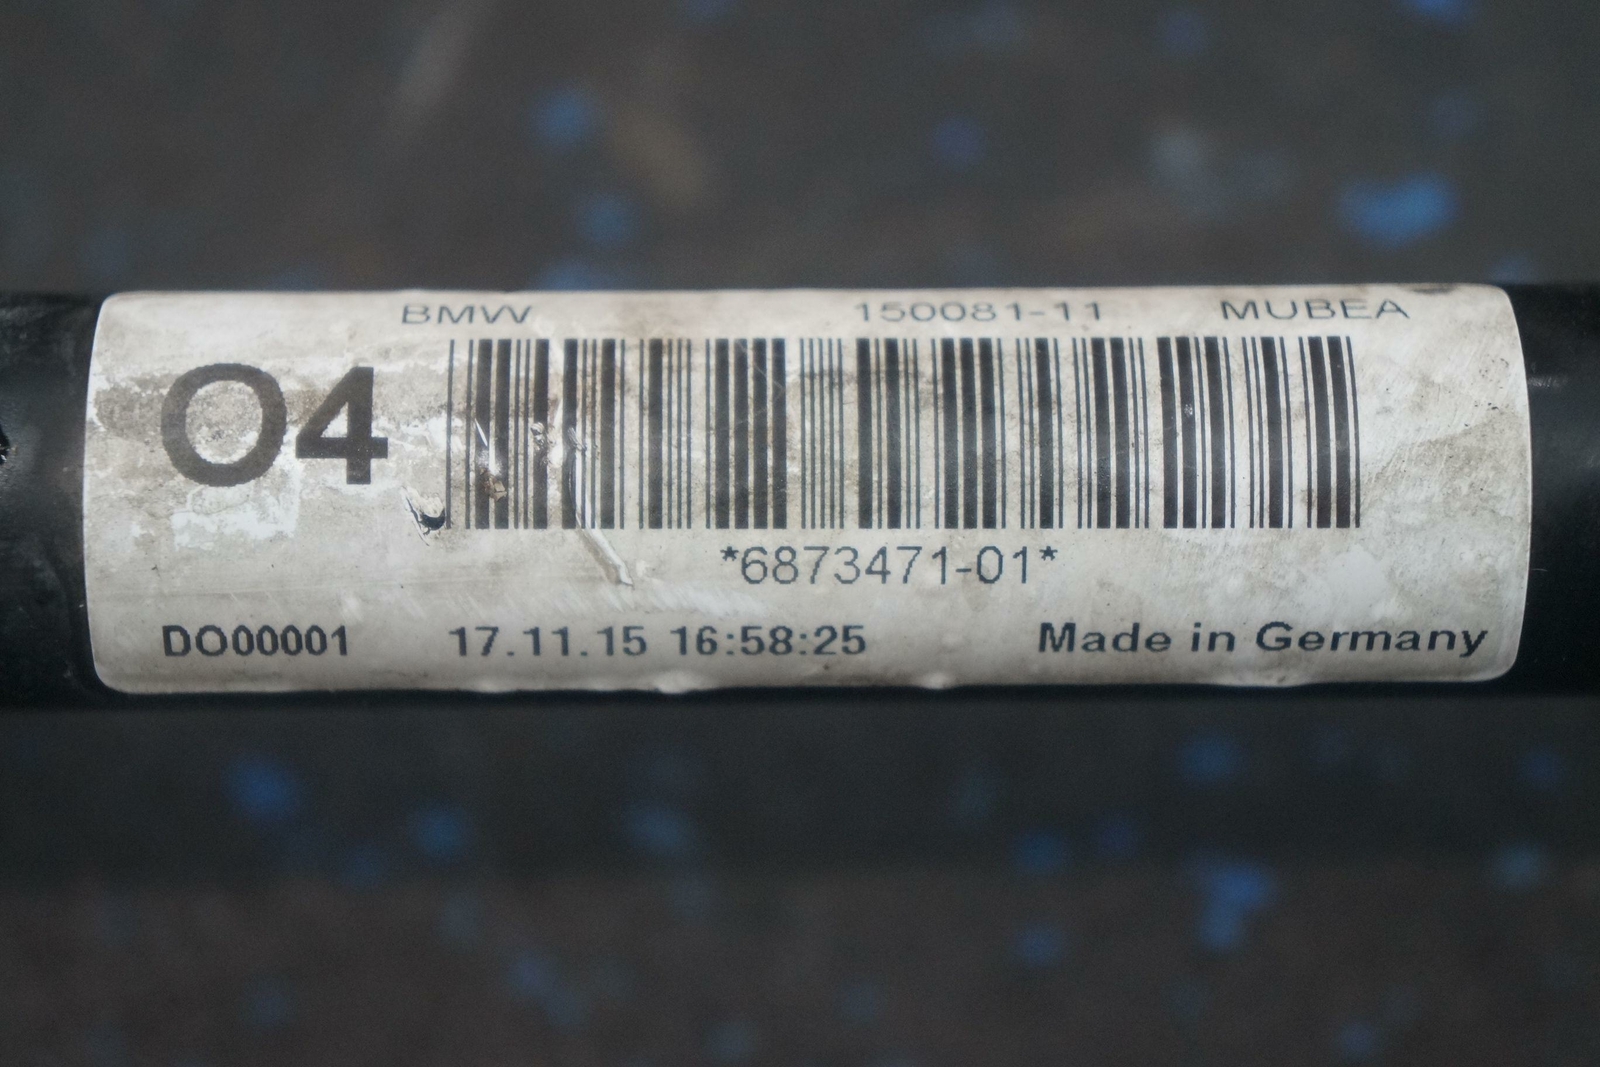 BMW 150081-11 MUBEA
O4
*6873471-01*
DO00001 17.11.15 16:58:25 Made in Germany